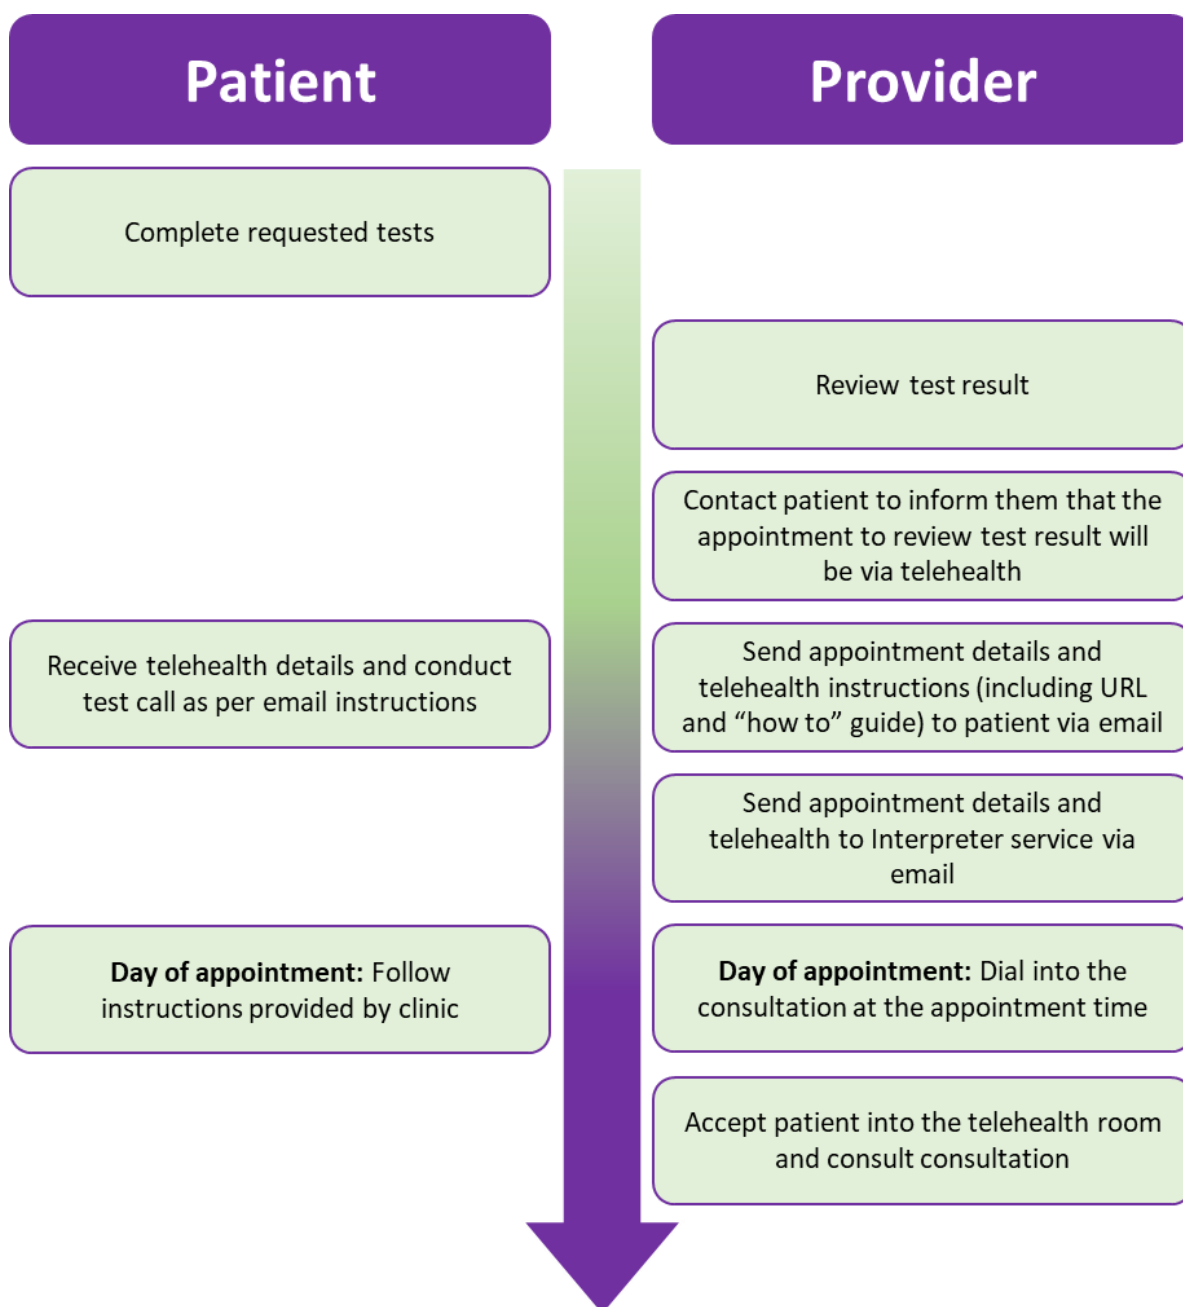 Patient
Provider
Complete requested tests
Review test result
Contact patient to inform them that the
appointment to review test result will
be via telehealth
Receive telehealth details and conduct
test call as per email instructions
Send appointment details and
telehealth instructions (including URL
and “how to” guide) to patient via email
Send appointment details and
telehealth to Interpreter service via
email
Day of appointment: Follow
instructions provided by clinic
Day of appointment: Dial into the
consultation at the appointment time
Accept patient into the telehealth room
and consult consultation